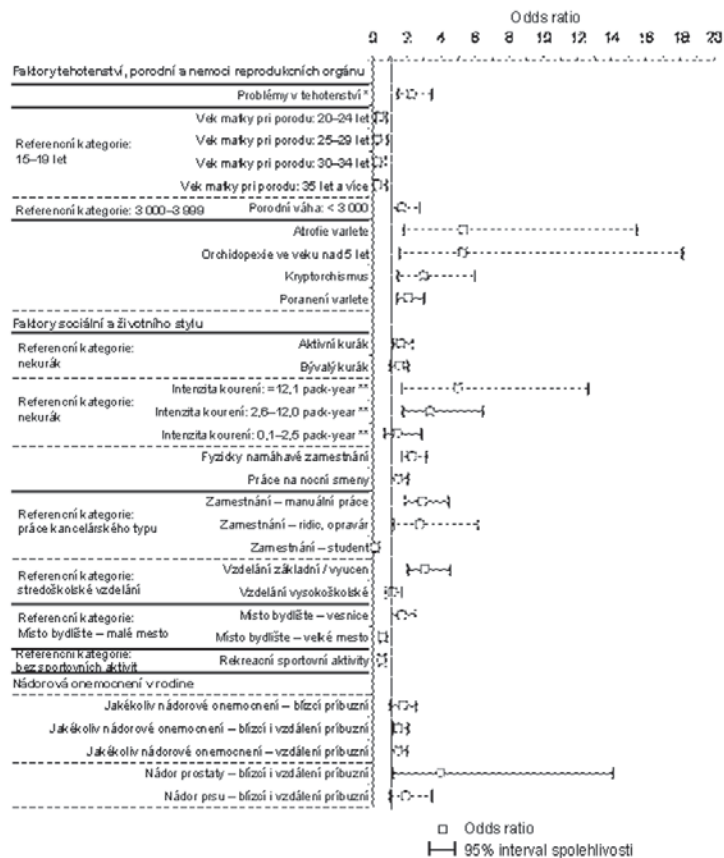 Odds ratio
0 2 4 6 8 10 12 14 16 18 20
Faktory tehotenství, porodní a nemoci reprodukcních orgánu
Problémy v tehotenství *
Vek matky pri porodu: 20–24 let
Referencní kategorie:
15–19 let
Vek matky pri porodu: 25–29 let
Vek matky pri porodu: 30–34 let
Vek matky pri porodu: 35 let a více
Referencní kategorie: 3 000–3 999
Porodní váha: < 3 000
Atrofie varlete
Orchidopexie ve veku nad 5 let
Kryptorchismus
Poranení varlete
Faktory sociální a životního stylu
Referencní kategorie:
nekurák
Aktivní kurák
Bývalý kurák
Referencní kategorie:
nekurák
Intenzita kourení: =12,1 pack-year **
Intenzita kourení: 2,6–12,0 pack-year **
Intenzita kourení: 0,1–2,5 pack-year **
Fyzicky namáhavé zamestnání
Práce na nocní smeny
Referencní kategorie:
práce kancelárského typu
Zamestnání – manuální práce
Zamestnání – ridic, opravár
Zamestnání – student
Referencní kategorie:
stredoškolské vzdelání
Vzdelání základní / vyucen
Vzdelání vysokoškolské
Referencní kategorie:
Místo bydlište – malé mesto
Místo bydlište – vesnice
Místo bydlište – velké mesto
Referencní kategorie:
bez sportovních aktivit
Rekreacní sportovní aktivity
Nádorová onemocnení v rodine
Jakékoliv nádorové onemocnení – blízcí príbuzní
Jakékoliv nádorové onemocnení – blízcí i vzdálení príbuzní
Jakékoliv nádorové onemocnení – vzdálení príbuzní
Nádor prostaty – blízcí i vzdálení príbuzní
Nádor prsu – blízcí i vzdálení príbuzní
Odds ratio
95% interval spolehlivosti